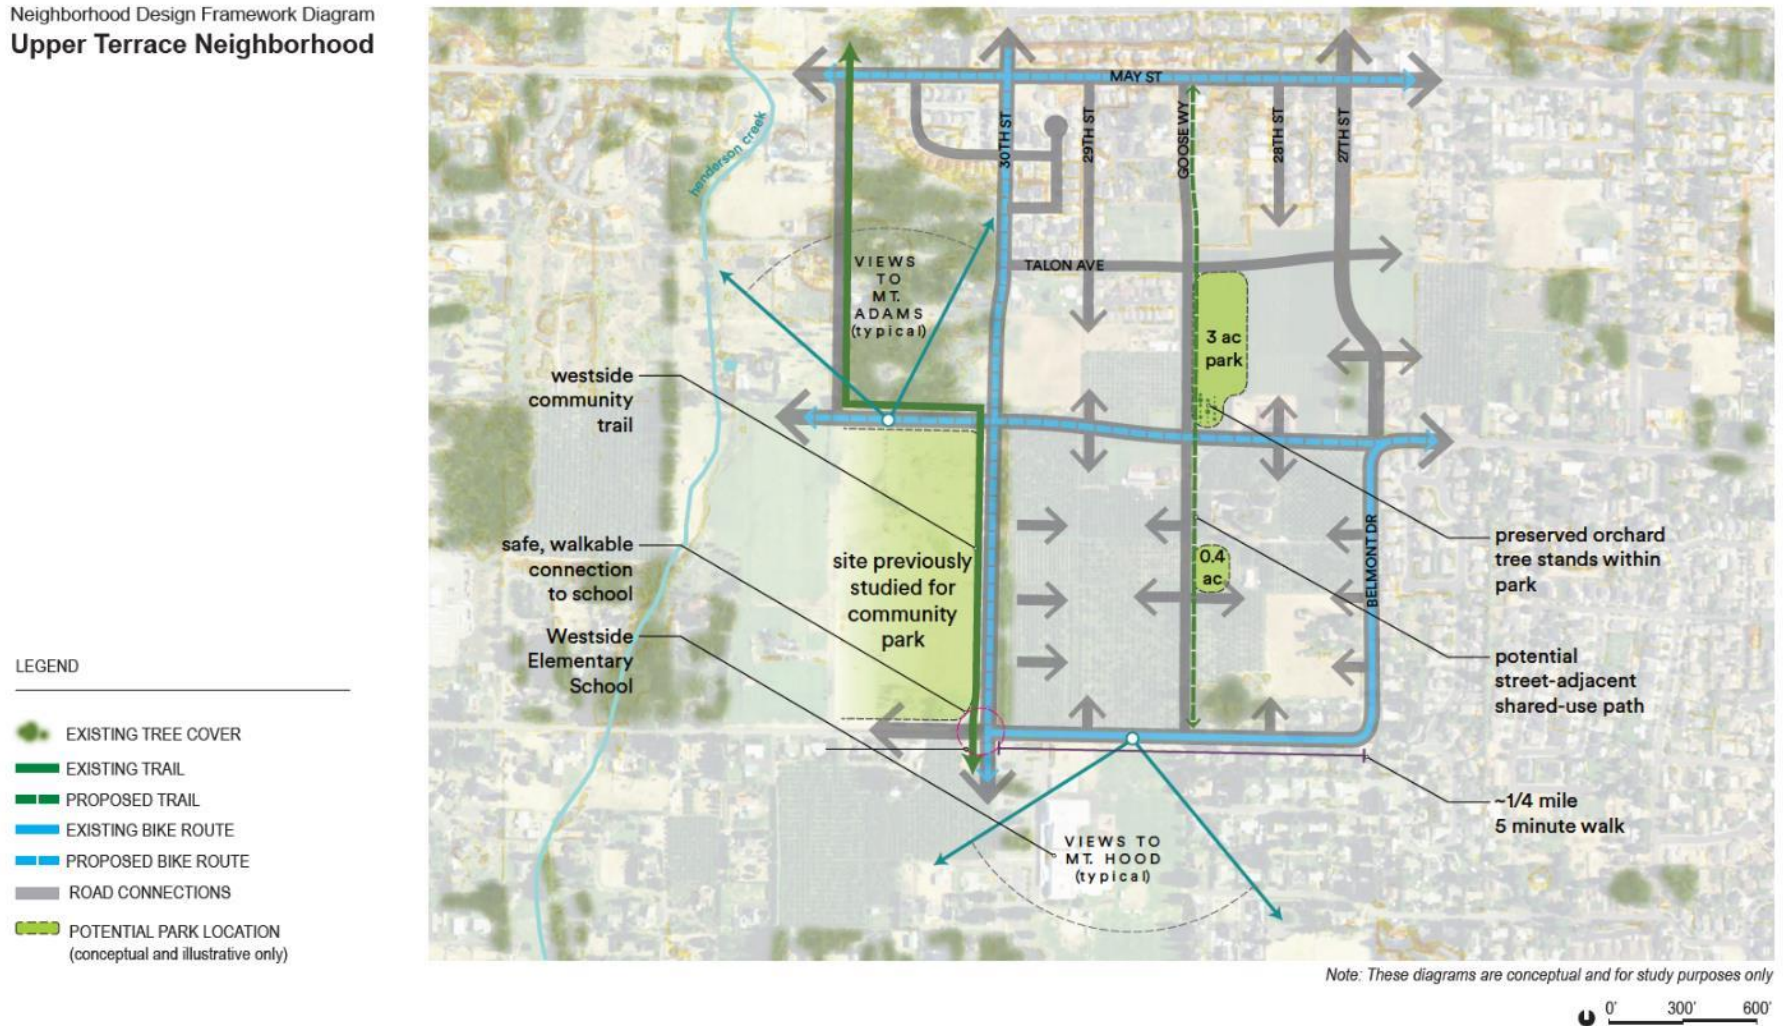 Neighborhood Design Framework Diagram
Upper Terrace Neighborhood
MAY ST
henderson creek
30TH ST
29TH ST
GOOSE WY
28TH ST
27TH ST
VIEWS
TO
MT.
ADAMS
(typical)
TALON AVE
3 ac
park
westside
community
trail
safe, walkable
connection
to school
Westside
Elementary
School
site previously
studied for
community
park
0.4
ac
BELMONT DR
preserved orchard
tree stands within
park
potential
street-adjacent
shared-use path
~1/4 mile
5 minute walk
VIEWS TO
MT. HOOD
(typical)
LEGEND
EXISTING TREE COVER
EXISTING TRAIL
PROPOSED TRAIL
EXISTING BIKE ROUTE
PROPOSED BIKE ROUTE
ROAD CONNECTIONS
POTENTIAL PARK LOCATION
(conceptual and illustrative only)
Note: These diagrams are conceptual and for study purposes only
0' 300' 600'